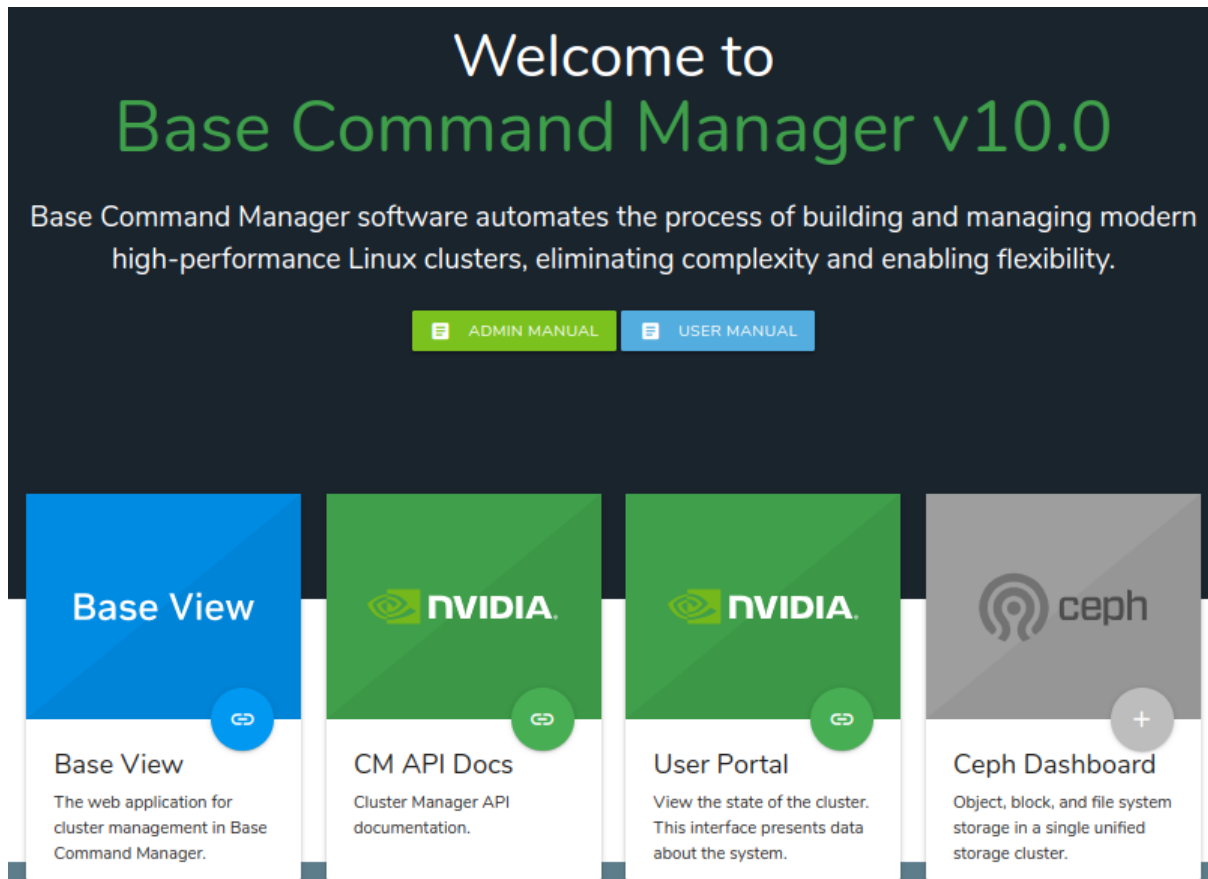 Welcome to
Base Command Manager v10.0
Base Command Manager software automates the process of building and managing modern
high-performance Linux clusters, eliminating complexity and enabling flexibility.
ADMIN MANUAL
USER MANUAL
Base View
NVIDIA.
NVIDIA.
ceph
Base View
The web application for
cluster management in Base
Command Manager.
CM API Docs
Cluster Manager API
documentation.
User Portal
View the state of the cluster.
This interface presents data
about the system.
Ceph Dashboard
Object, block, and file system
storage in a single unified
storage cluster.